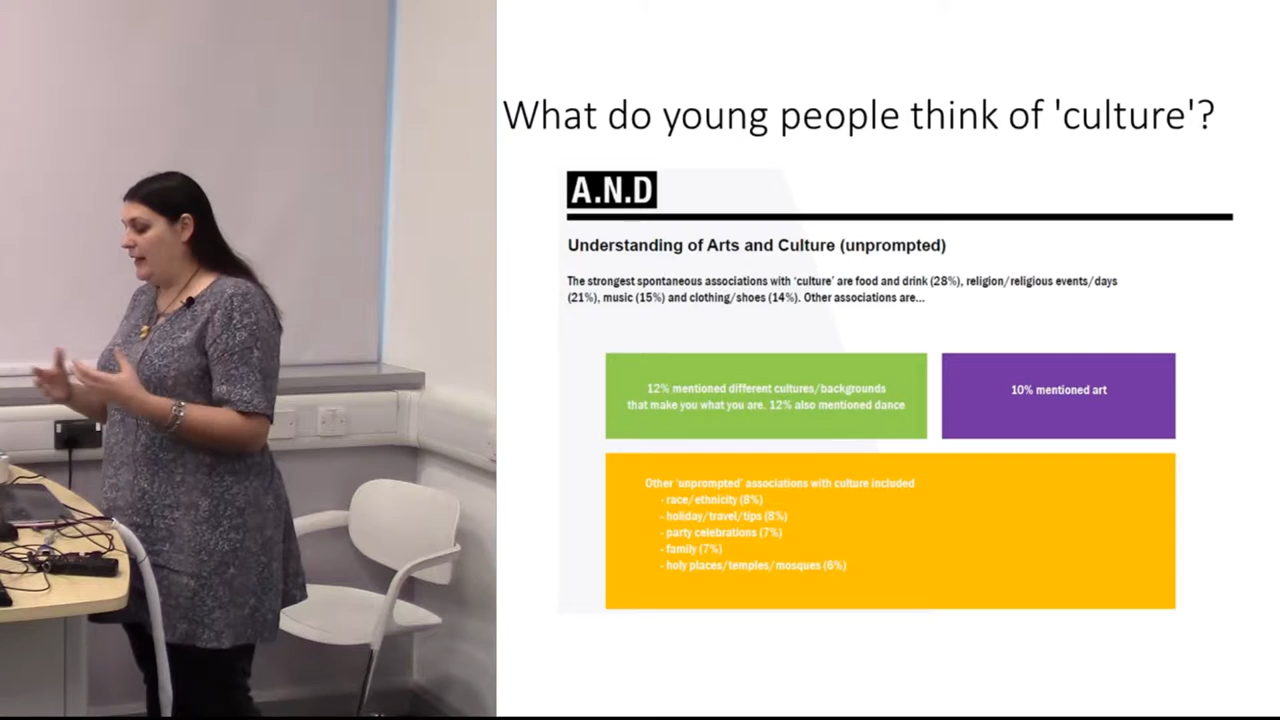 What do young people think of 'culture'?
A.N.D
Understanding of Arts and Culture (unprompted)
The strongest spontaneous associations with ‘culture’ are food and drink (28%), religion/religious events/days
(21%), music (15%) and clothing/shoes (14%). Other associations are...
12% mentioned different cultures/backgrounds
that make you what you are. 12% also mentioned dance
10% mentioned art
Other ‘unprompted’ associations with culture included
- race/ethnicity (8%)
- holiday/travel/tips (8%)
- party celebrations (7%)
- family (7%)
- holy places/temples/mosques (6%)